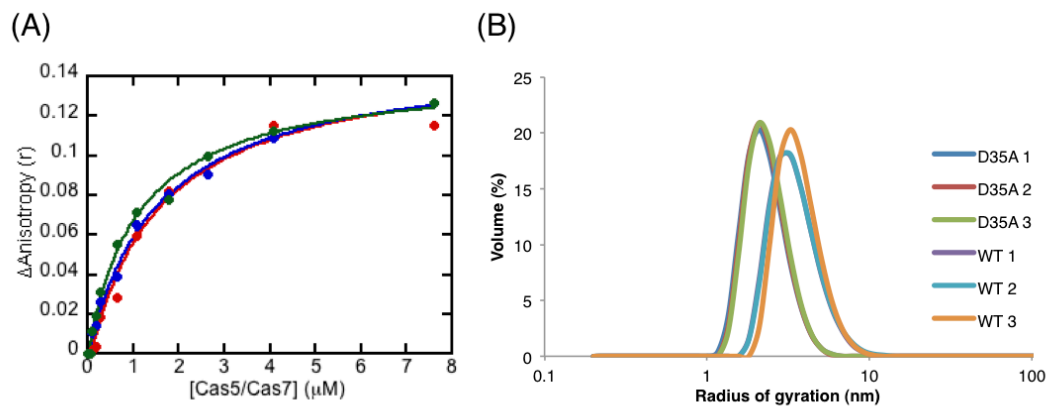 (A)
(B)
0.14
0.12
0.1
0.08
0.06
0.04
0.02
0
ΔAnisotropy (r)
0 1 2 3 4 5 6 7 8
[Cas5/Cas7] (μM)
25
20
15
10
5
0
Volume (%)
0.1 1 10 100
Radius of gyration (nm)
D35A 1
D35A 2
D35A 3
WT 1
WT 2
WT 3